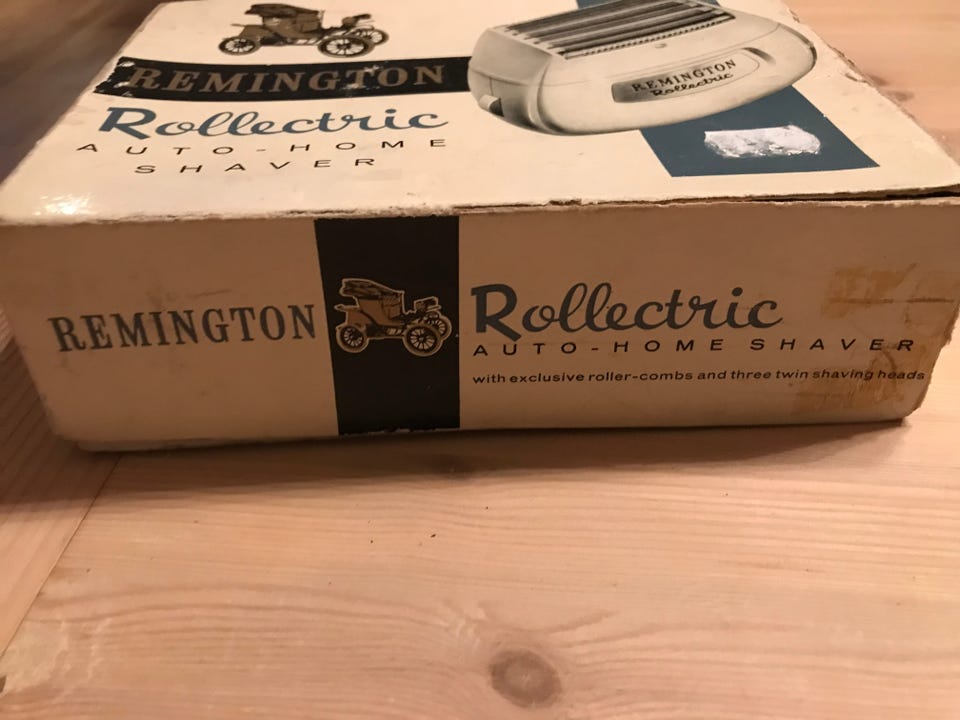 REMINGTON
Rollectric
AUTO-HOME
SHAVER
REMINGTON
Rollectric
REMINGTON
Rollectric
AUTO-HOME SHAVER
with exclusive roller-combs and three twin shaving heads